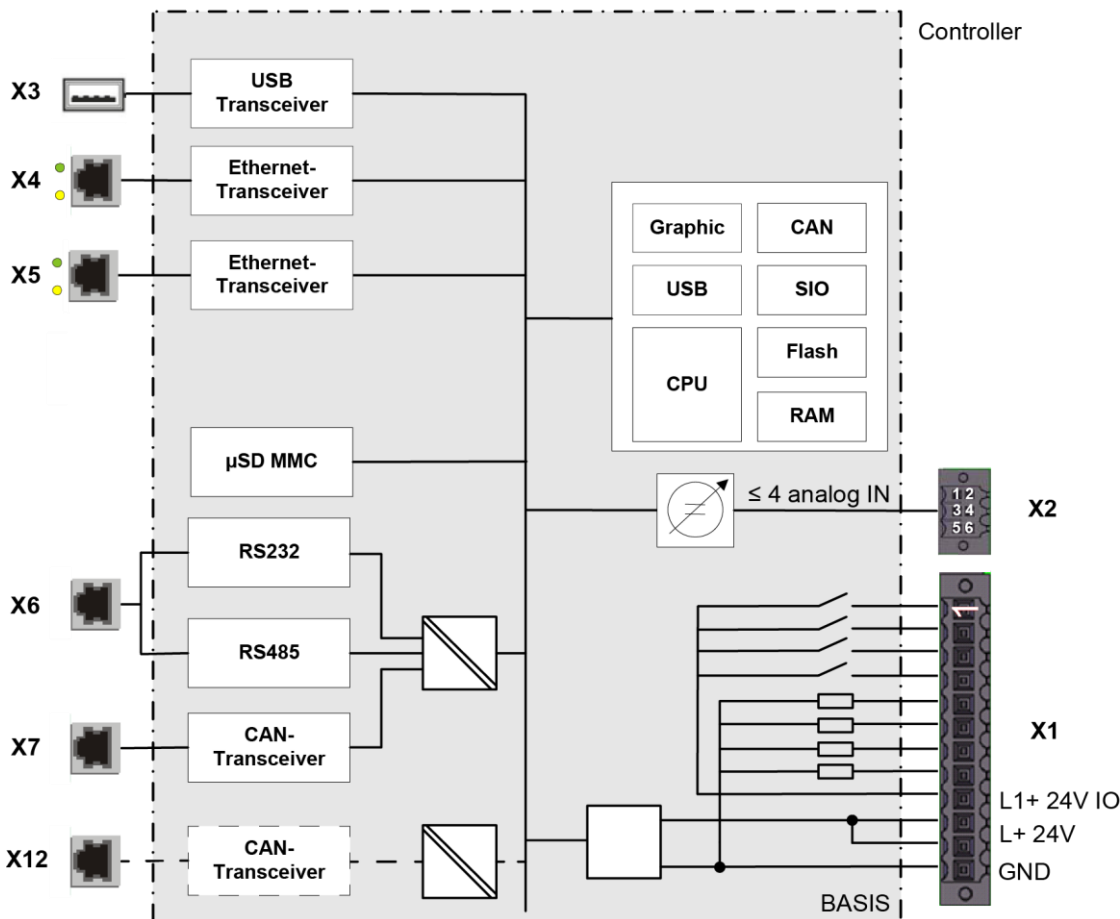 Controller
X3
USB
Transceiver
X4
Ethernet-
Transceiver
X5
Ethernet-
Transceiver
Graphic
CAN
USB
SIO
CPU
Flash
RAM
µSD MMC
≤ 4 analog IN
1 2
3 4
5 6
X2
X6
RS232
RS485
X7
CAN-
Transceiver
X12
CAN-
Transceiver
1
X1
L1+ 24V IO
L+ 24V
GND
BASIS